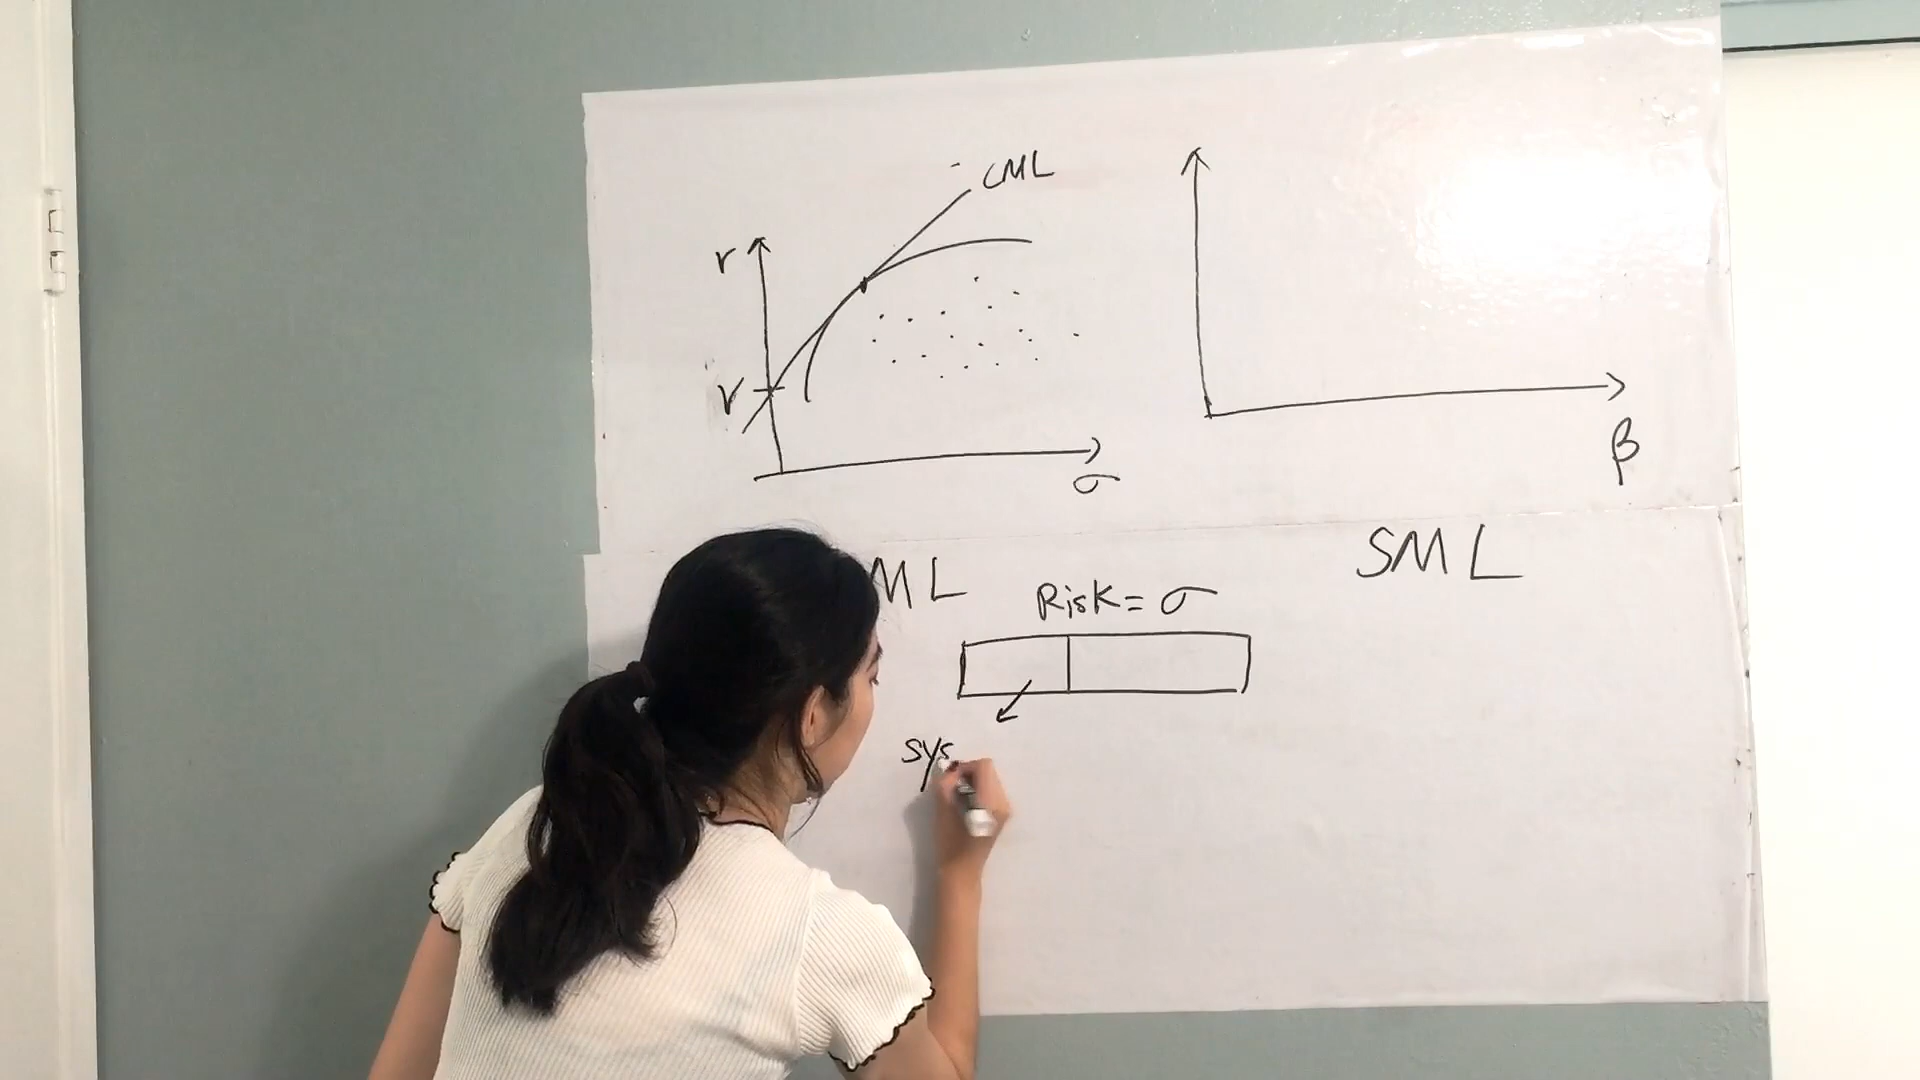 CML
r
r
σ
β
ML
SML
Risk = σ
sys